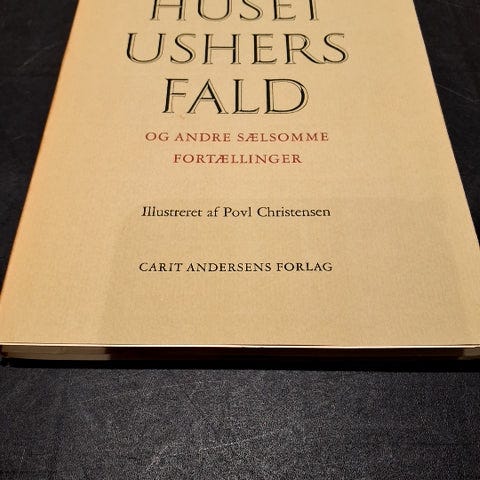 HUSET
USHERS
FALD
OG ANDRE SÆLSOMME
FORTÆLLINGER
Illustreret af Povl Christensen
CARIT ANDERSENS FORLAG